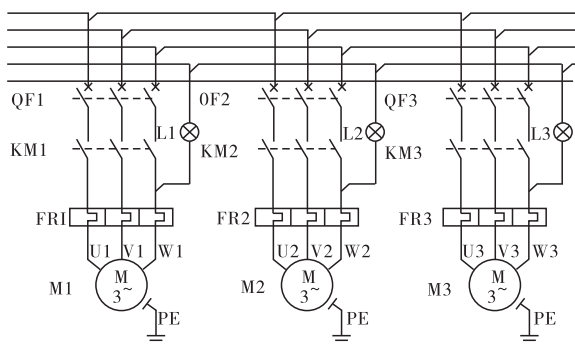 QF1 0F2 QF3
L1 L2 L3
KM1 KM2 KM3
FR1 FR2 FR3
U1 V1 W1 U2 V2 W2 U3 V3 W3
M1 M 3~ M2 M 3~ M3 M 3~
PE PE PE